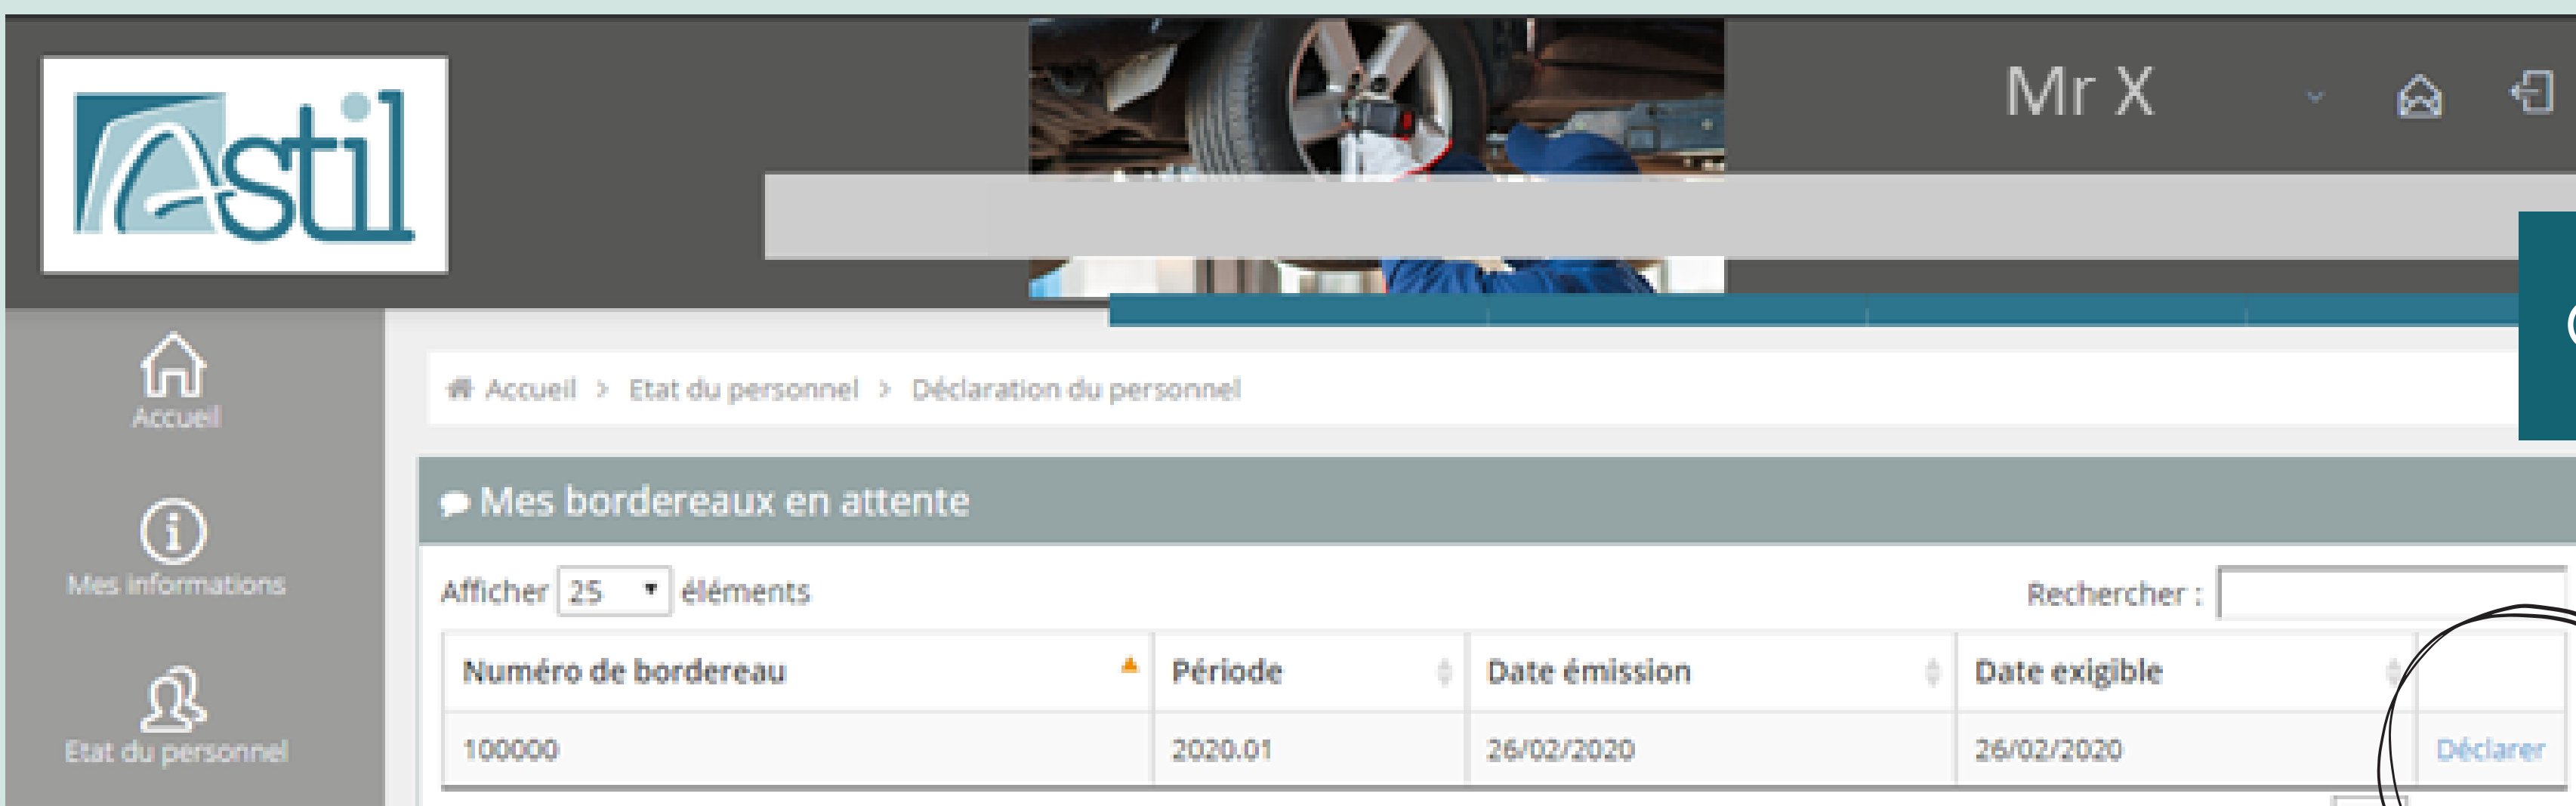 Astil
Mr X
Accueil > Etat du personnel > Déclaration du personnel
Accueil
Mes informations
Etat du personnel
Mes bordereaux en attente
Afficher 25 éléments
Rechercher :
Numéro de bordereau Période Date émission Date exigible
100000 2020.01 26/02/2020 26/02/2020 Déclarer